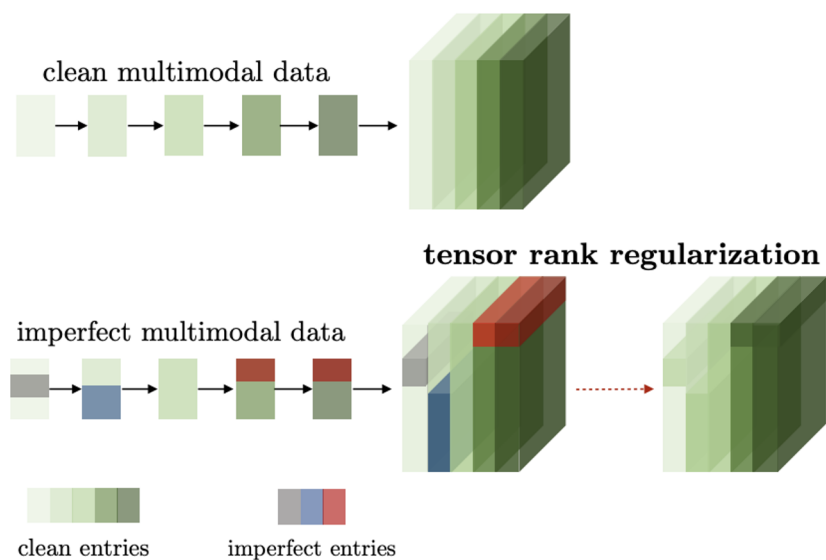 clean multimodal data
tensor rank regularization
imperfect multimodal data
clean entries
imperfect entries